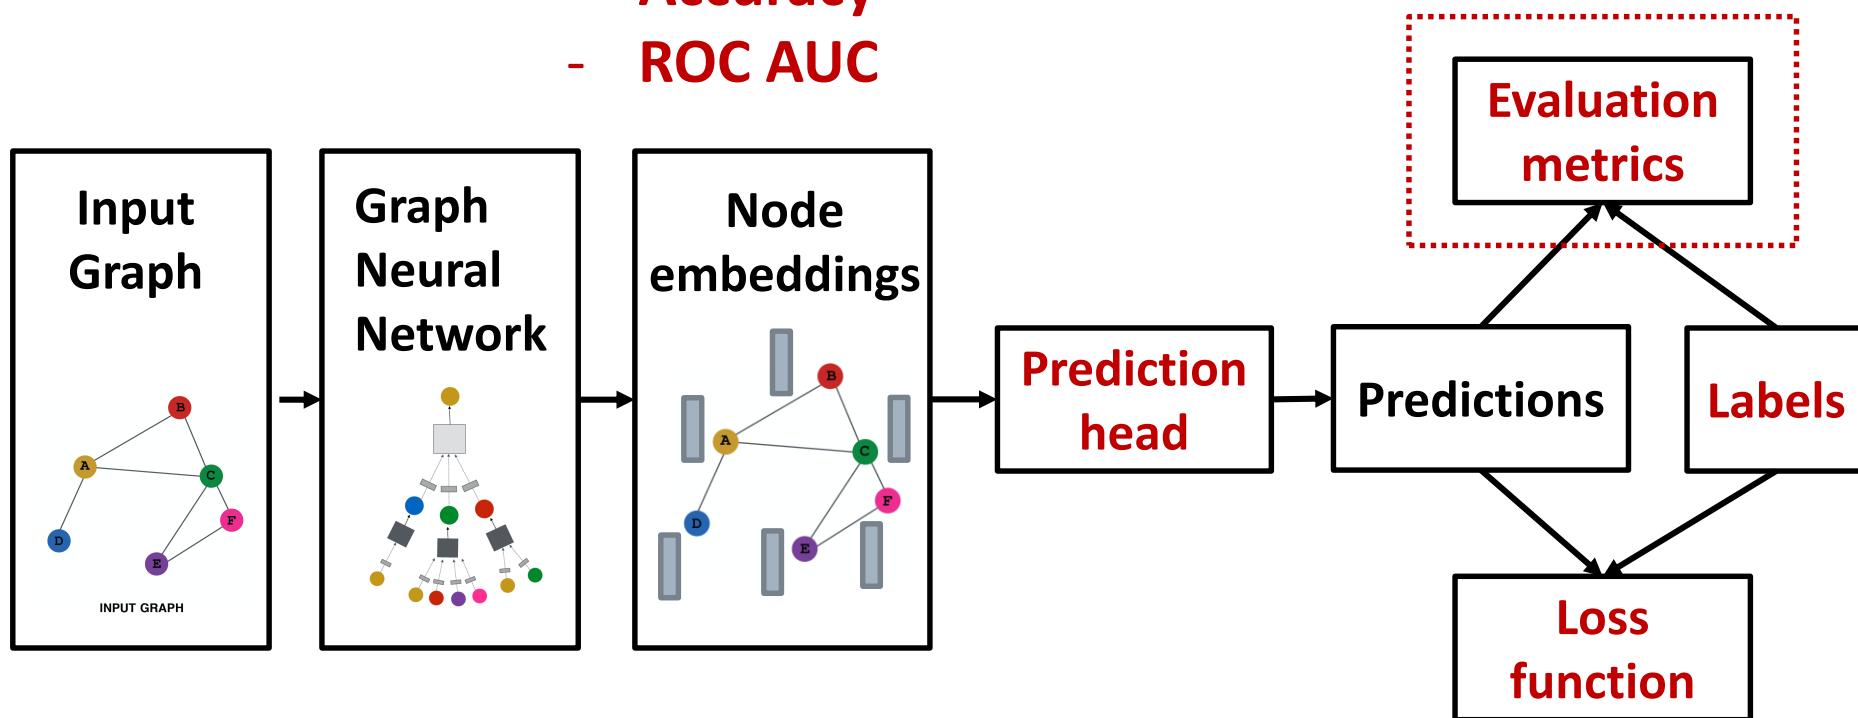 Accuracy
- ROC AUC
Input
Graph
B
A
C
F
D
E
INPUT GRAPH
Graph
Neural
Network
Node
embeddings
B
A
C
F
D
E
Prediction
head
Predictions
Labels
Evaluation
metrics
Loss
function